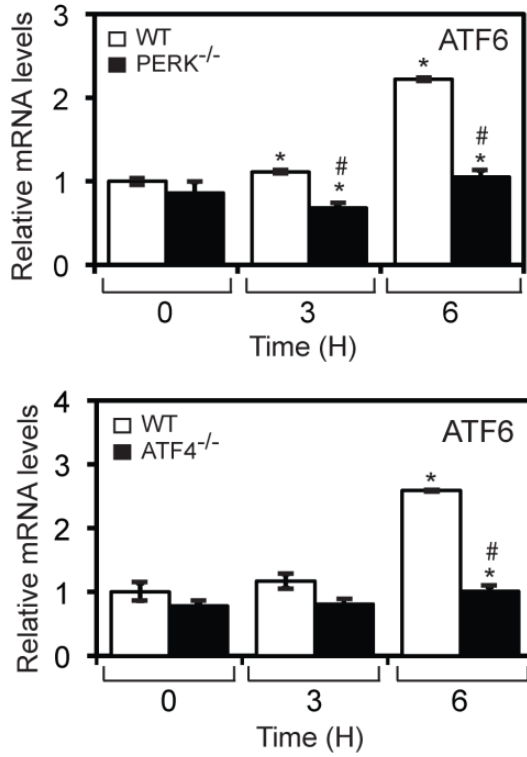 3
2
1
0
Relative mRNA levels
WT
PERK-/-
ATF6
*
#
*
*
#
*
0 3 6
Time (H)
4
3
2
1
0
Relative mRNA levels
WT
ATF4-/-
ATF6
*
#
*
0 3 6
Time (H)